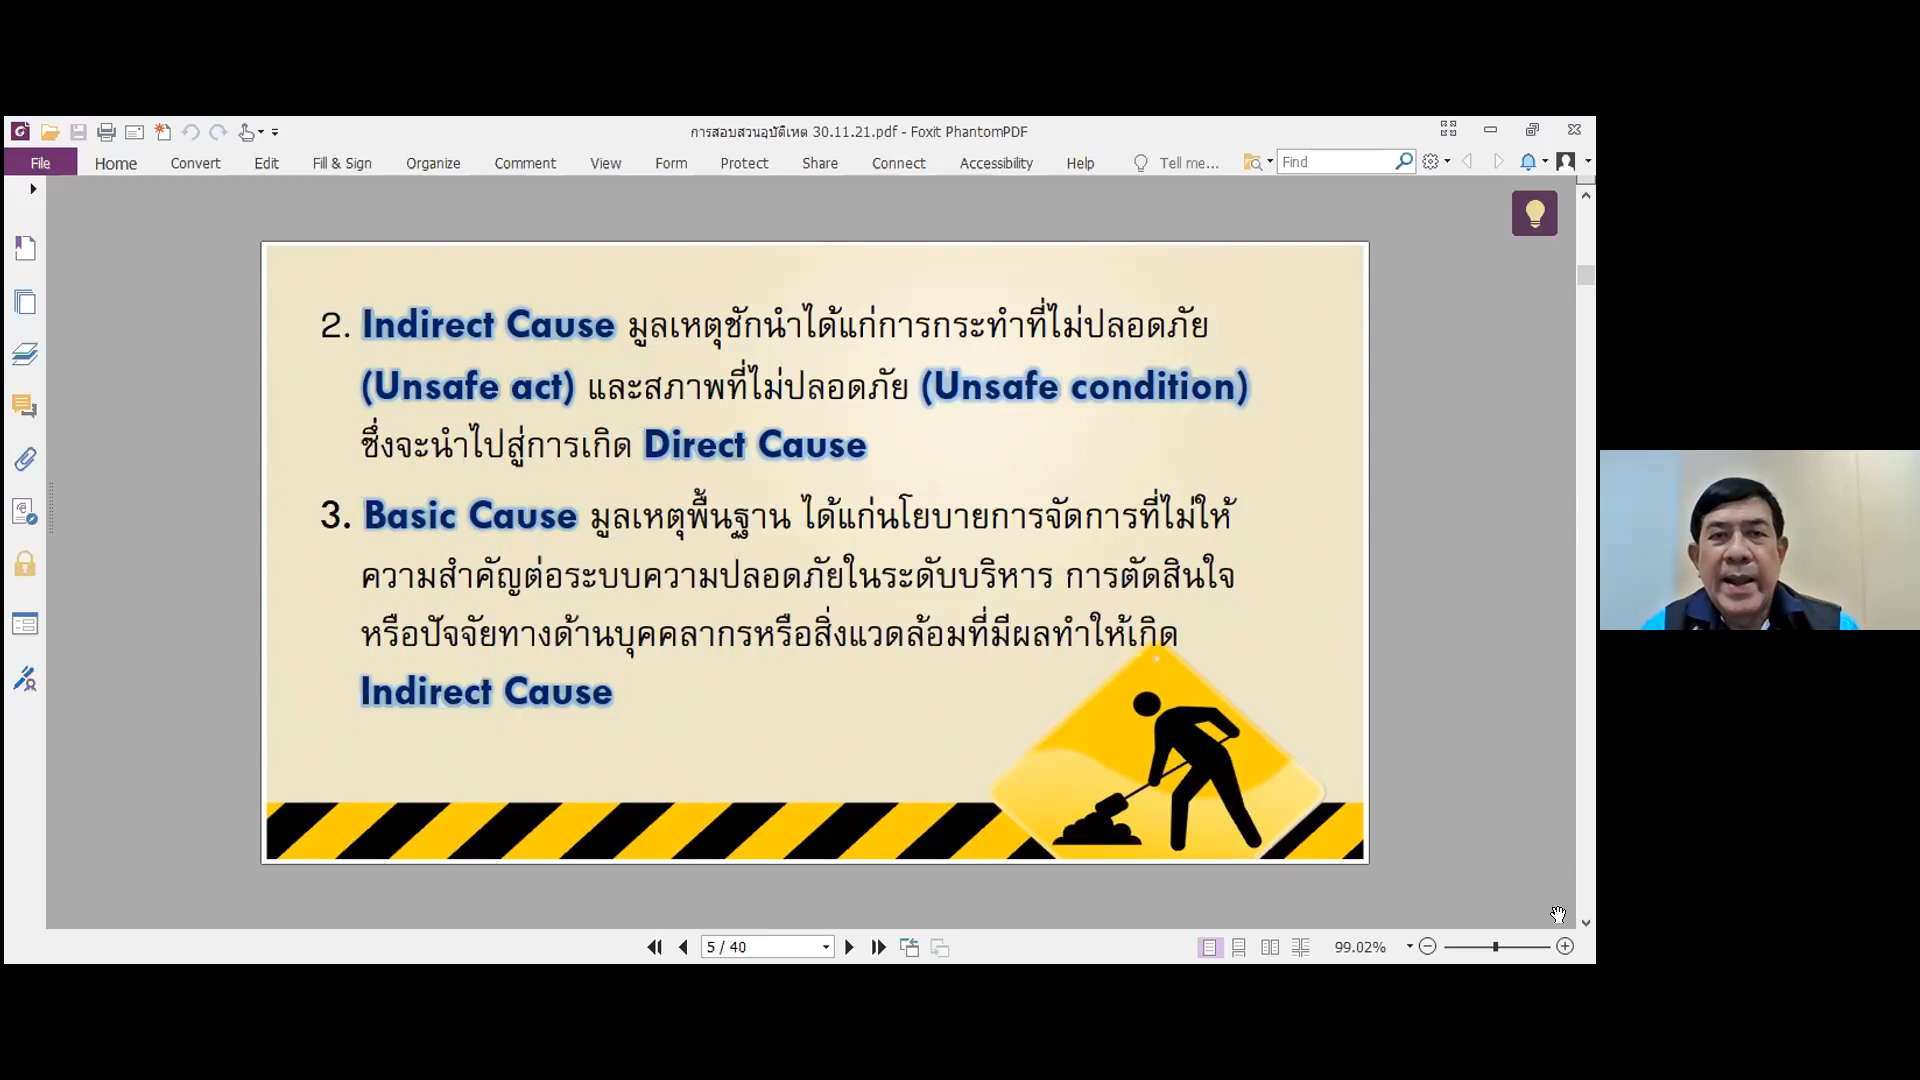 การสอบสวนอุบัติเหตุ 30.11.21.pdf - Foxit PhantomPDF
File Home Convert Edit Fill & Sign Organize Comment View Form Protect Share Connect Accessibility Help Tell me... Find
2. Indirect Cause มูลเหตุชักนำได้แก่การกระทำที่ไม่ปลอดภัย
(Unsafe act) และสภาพที่ไม่ปลอดภัย (Unsafe condition)
ซึ่งจะนำไปสู่การเกิด Direct Cause
3. Basic Cause มูลเหตุพื้นฐาน ได้แก่นโยบายการจัดการที่ไม่ให้
ความสำคัญต่อระบบความปลอดภัยในระดับบริหาร การตัดสินใจ
หรือปัจจัยทางด้านบุคคลากรหรือสิ่งแวดล้อมที่มีผลทำให้เกิด
Indirect Cause
5 / 40
99.02%